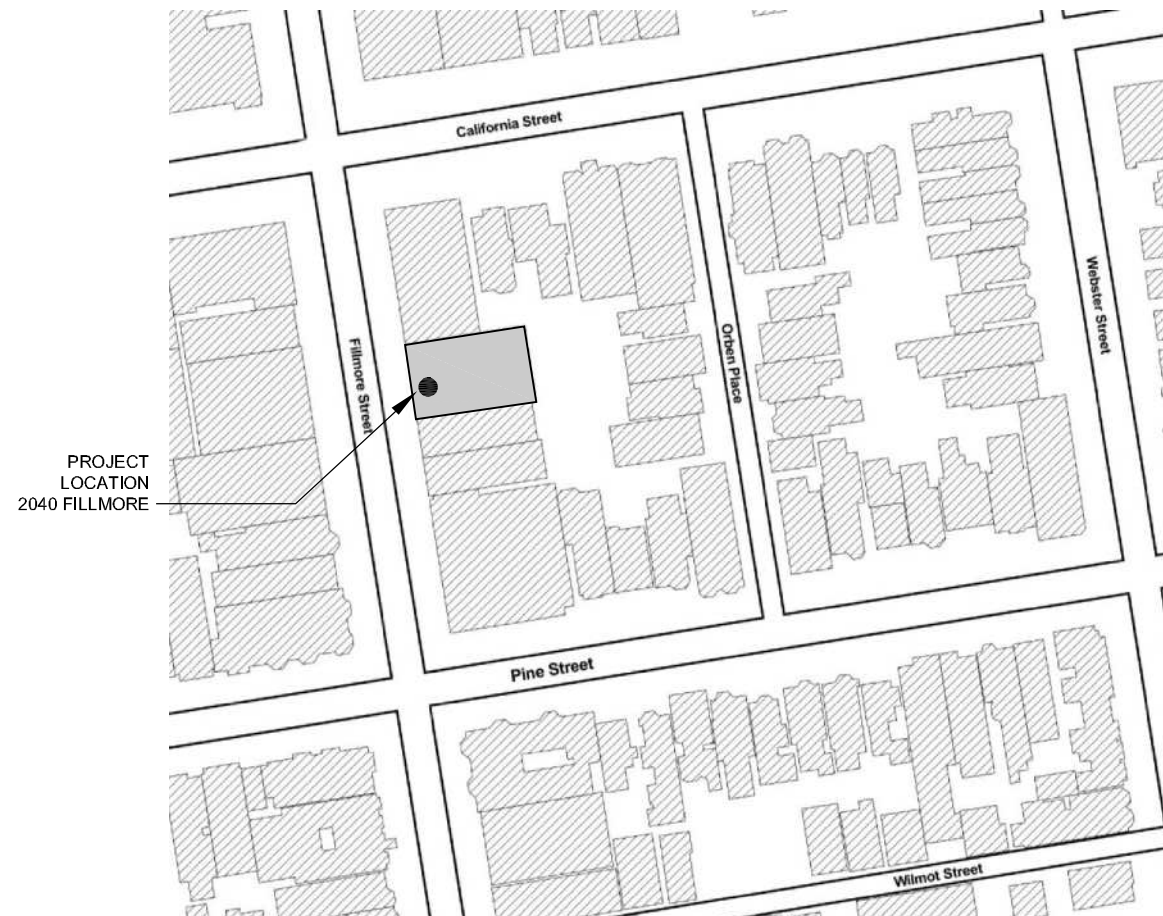 California Street
Fillmore Street
Orben Place
Webster Street
PROJECT
LOCATION
2040 FILLMORE
Pine Street
Wilmot Street